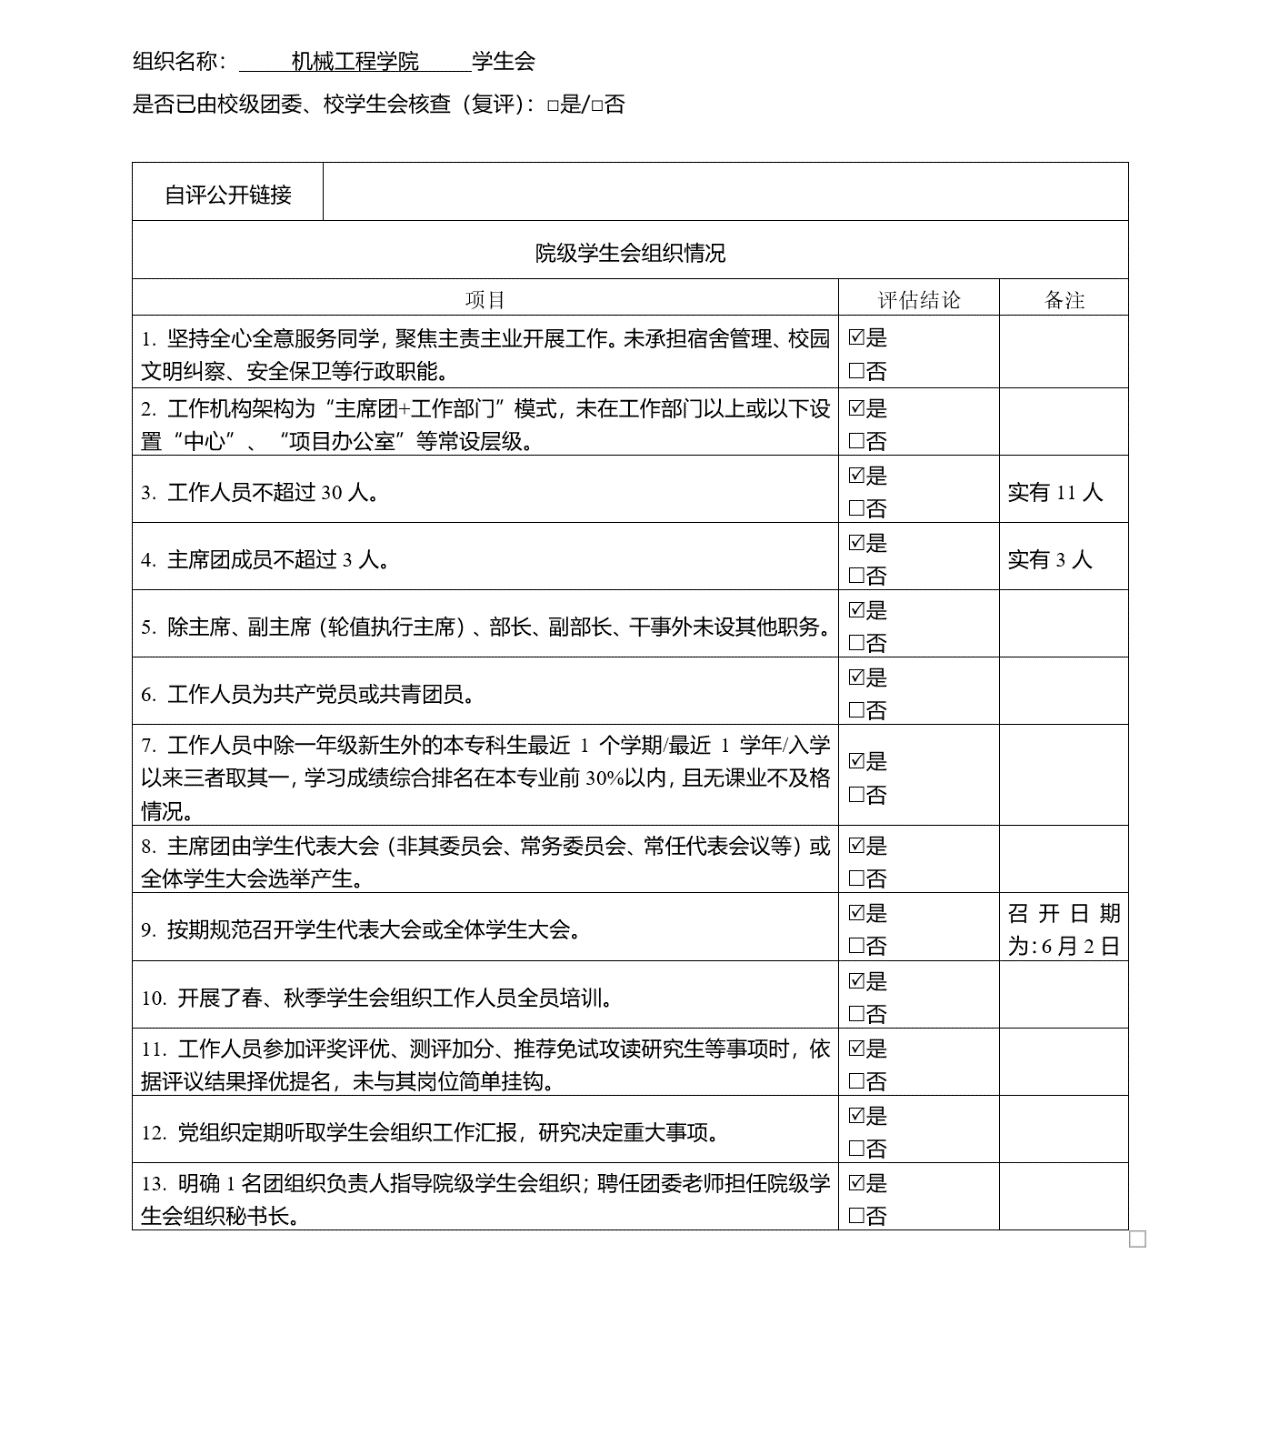 组织名称： 机械工程学院 学生会
是否已由校级团委、校学生会核查（复评）：□是/□否
自评公开链接
院级学生会组织情况
项目 评估结论 备注
1. 坚持全心全意服务同学，聚焦主责主业开展工作。未承担宿舍管理、校园
文明纠察、安全保卫等行政职能。
☑是
☐否
2. 工作机构架构为“主席团+工作部门”模式，未在工作部门以上或以下设
置“中心”、“项目办公室”等常设层级。
☑是
☐否
3. 工作人员不超过 30 人。
☑是
☐否
实有 11 人
4. 主席团成员不超过 3 人。
☑是
☐否
实有 3 人
5. 除主席、副主席（轮值执行主席）、部长、副部长、干事外未设其他职务。
☑是
☐否
6. 工作人员为共产党员或共青团员。
☑是
☐否
7. 工作人员中除一年级新生外的本专科生最近 1 个学期/最近 1 学年/入学
以来三者取其一，学习成绩综合排名在本专业前 30%以内，且无课业不及格
情况。
☑是
☐否
8. 主席团由学生代表大会（非其委员会、常务委员会、常任代表会议等）或
全体学生大会选举产生。
☑是
☐否
9. 按期规范召开学生代表大会或全体学生大会。
☑是
☐否
召开日期
为：6 月 2 日
10. 开展了春、秋季学生会组织工作人员全员培训。
☑是
☐否
11. 工作人员参加评奖评优、测评加分、推荐免试攻读研究生等事项时，依
据评议结果择优提名，未与其岗位简单挂钩。
☑是
☐否
12. 党组织定期听取学生会组织工作汇报，研究决定重大事项。
☑是
☐否
13. 明确 1 名团组织负责人指导院级学生会组织；聘任团委老师担任院级学
生会组织秘书长。
☑是
☐否